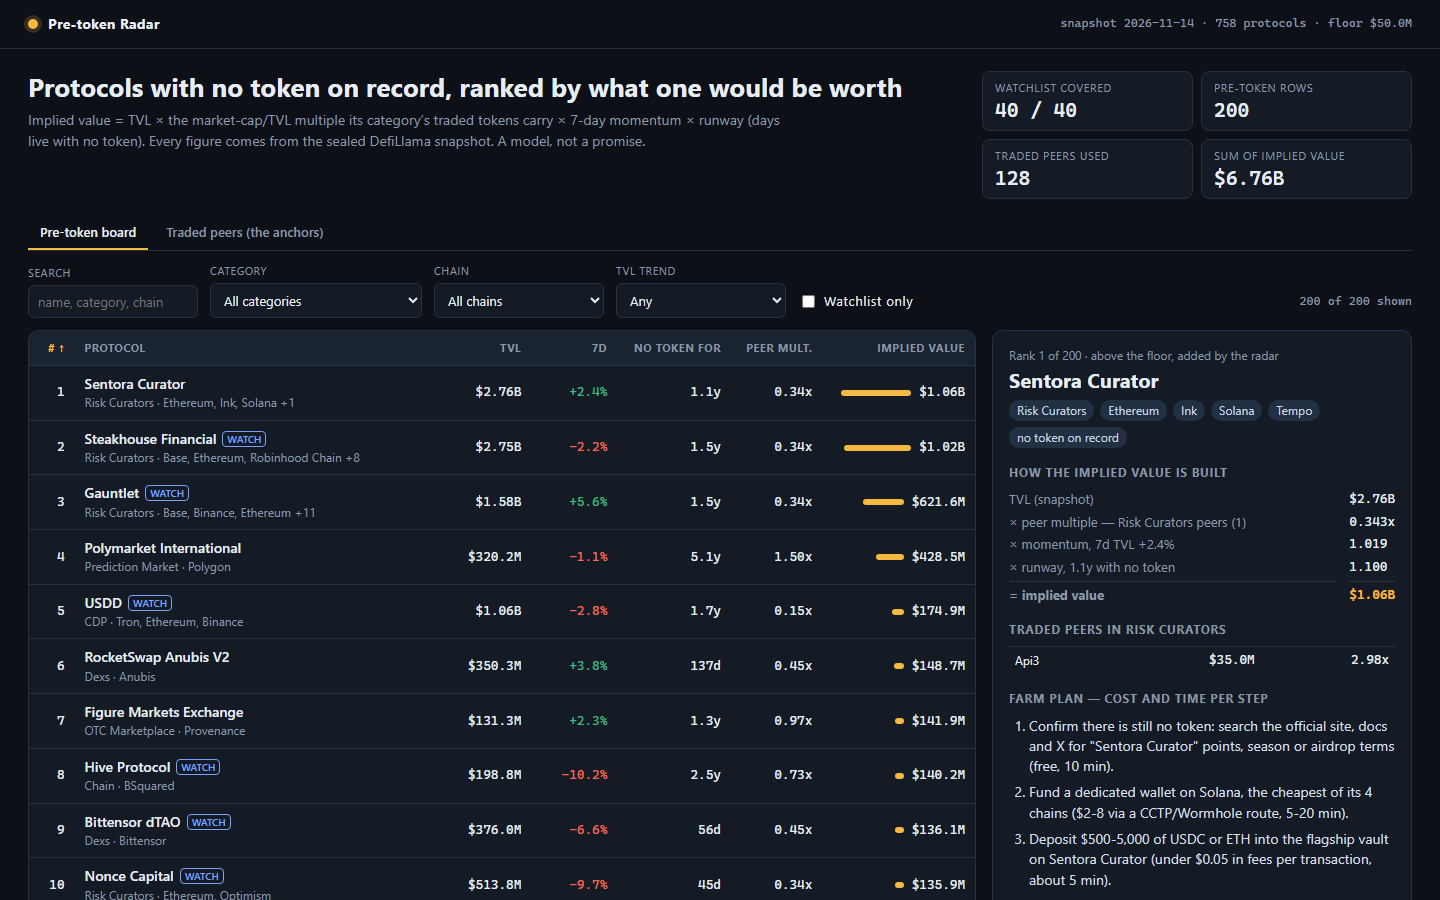 Pre-token Radar
snapshot 2026-11-14 · 758 protocols · floor $50.0M
Protocols with no token on record, ranked by what one would be worth
Implied value = TVL × the market-cap/TVL multiple its category's traded tokens carry × 7-day momentum × runway (days
live with no token). Every figure comes from the sealed DefiLlama snapshot. A model, not a promise.
WATCHLIST COVERED
40 / 40
PRE-TOKEN ROWS
200
TRADED PEERS USED
128
SUM OF IMPLIED VALUE
$6.76B
Pre-token board
Traded peers (the anchors)
SEARCH
CATEGORY
CHAIN
TVL TREND
name, category, chain
All categories
All chains
Any
Watchlist only
200 of 200 shown
# ↑ PROTOCOL TVL 7D NO TOKEN FOR PEER MULT. IMPLIED VALUE
1 Sentora Curator $2.76B +2.4% 1.1y 0.34x $1.06B
Risk Curators · Ethereum, Ink, Solana +1
2 Steakhouse Financial WATCH $2.75B −2.2% 1.5y 0.34x $1.02B
Risk Curators · Base, Ethereum, Robinhood Chain +8
3 Gauntlet WATCH $1.58B +5.6% 1.5y 0.34x $621.6M
Risk Curators · Base, Binance, Ethereum +11
4 Polymarket International $320.2M −1.1% 5.1y 1.50x $428.5M
Prediction Market · Polygon
5 USDD WATCH $1.06B −2.8% 1.7y 0.15x $174.9M
CDP · Tron, Ethereum, Binance
6 RocketSwap Anubis V2 $350.3M +3.8% 137d 0.45x $148.7M
Dexs · Anubis
7 Figure Markets Exchange $131.3M +2.3% 1.3y 0.97x $141.9M
OTC Marketplace · Provenance
8 Hive Protocol WATCH $198.8M −10.2% 2.5y 0.73x $140.2M
Chain · BSquared
9 Bittensor dTAO WATCH $376.0M −6.6% 56d 0.45x $136.1M
Dexs · Bittensor
10 Nonce Capital WATCH $513.8M −9.7% 45d 0.34x $135.9M
Risk Curators · Ethereum, Optimism
Rank 1 of 200 · above the floor, added by the radar
Sentora Curator
Risk Curators Ethereum Ink Solana Tempo
no token on record
HOW THE IMPLIED VALUE IS BUILT
TVL (snapshot) $2.76B
× peer multiple — Risk Curators peers (1) 0.343x
× momentum, 7d TVL +2.4% 1.019
× runway, 1.1y with no token 1.100
= implied value $1.06B
TRADED PEERS IN RISK CURATORS
Api3 $35.0M 2.98x
FARM PLAN — COST AND TIME PER STEP
1. Confirm there is still no token: search the official site, docs
and X for "Sentora Curator" points, season or airdrop terms
(free, 10 min).
2. Fund a dedicated wallet on Solana, the cheapest of its 4
chains ($2-8 via a CCTP/Wormhole route, 5-20 min).
3. Deposit $500-5,000 of USDC or ETH into the flagship vault
on Sentora Curator (under $0.05 in fees per transaction,
about 5 min).